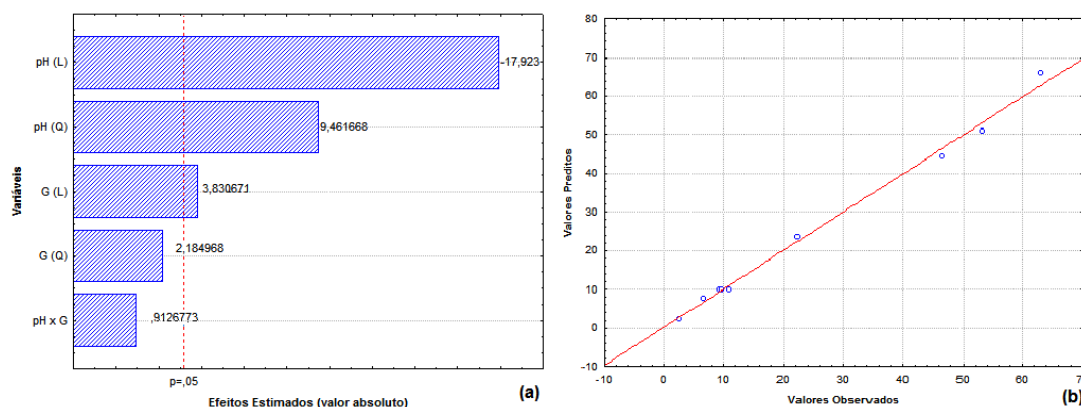 Variáveis
pH (L)
pH (Q)
G (L)
G (Q)
pH x G
-17,923
9,461668
3,830671
2,184968
,9126773
p=,05
Efeitos Estimados (valor absoluto)
(a)
Valores Preditos
80
70
60
50
40
30
20
10
0
-10
-10
0
10
20
30
40
50
60
70
Valores Observados
(b)